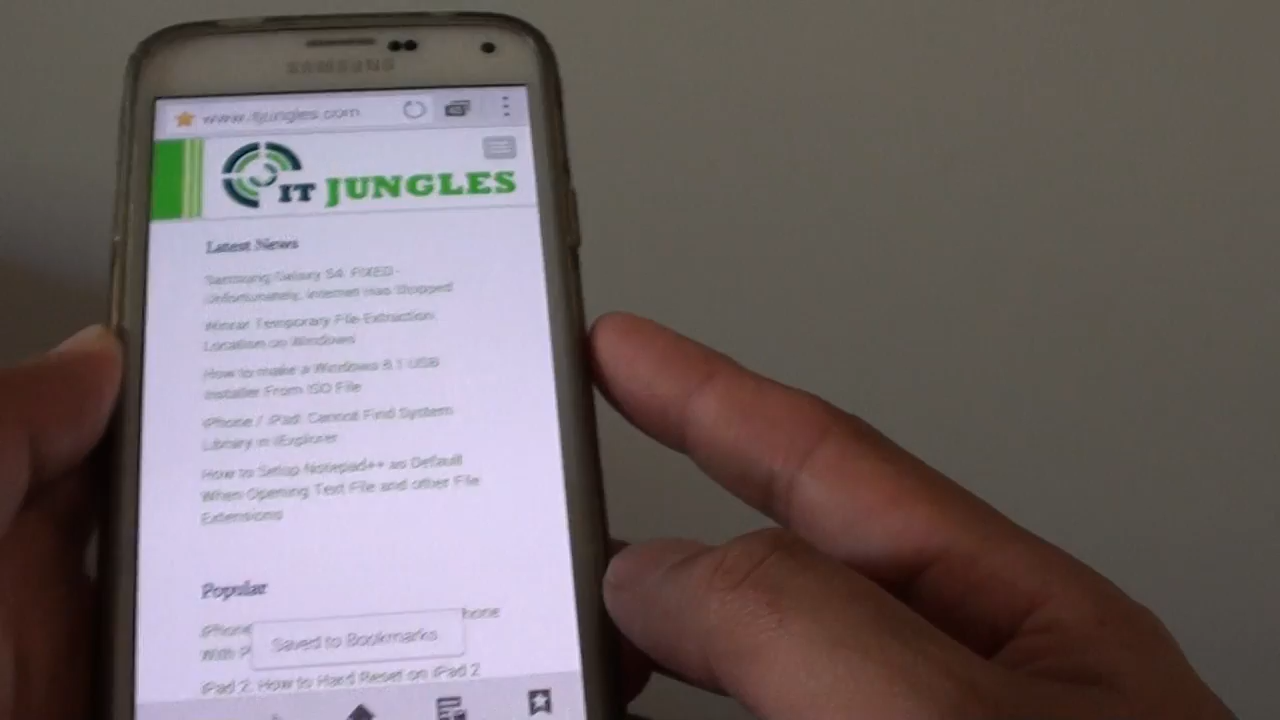 SAMSUNG
www.itjungles.com
IT JUNGLES
Latest News
Samsung Galaxy S4: FIXED -
Unfortunately, Internet Has Stopped
Winrar Temporary File Extraction
Location on Windows
How to make a Windows 8.1 USB
Installer From ISO File
iPhone / iPad: Cannot Find System
Library in iExplorer
How to Setup Notepad++ as Default
When Opening Text File and other File
Extensions
Popular
iPhone
hone
With P
Saved to Bookmarks
iPad 2: How to Hard Reset on iPad 2